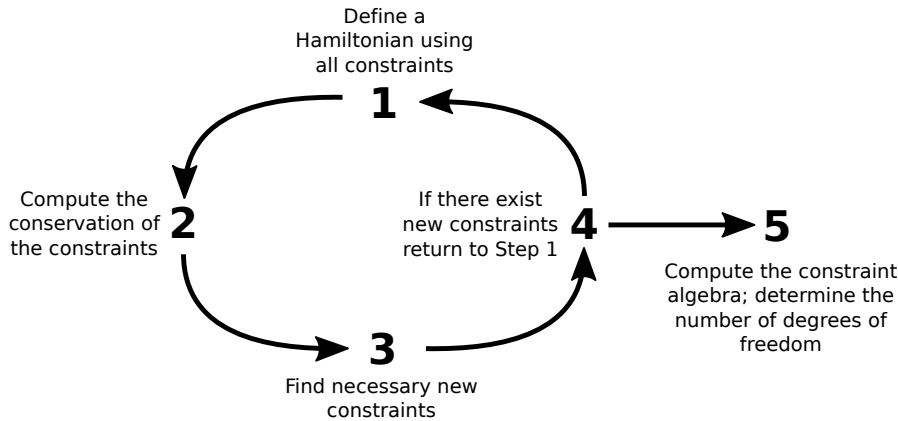 Define a
Hamiltonian using
all constraints
1
Compute the
conservation of
the constraints
2
3
Find necessary new
constraints
If there exist
new constraints
return to Step 1
4
5
Compute the constraint
algebra; determine the
number of degrees of
freedom